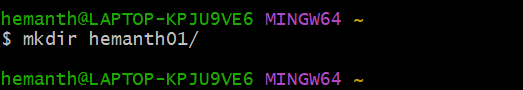 hemanth@LAPTOP-KPJU9VE6 MINGW64 ~
$ mkdir hemanth01/
hemanth@LAPTOP-KPJU9VE6 MINGW64 ~